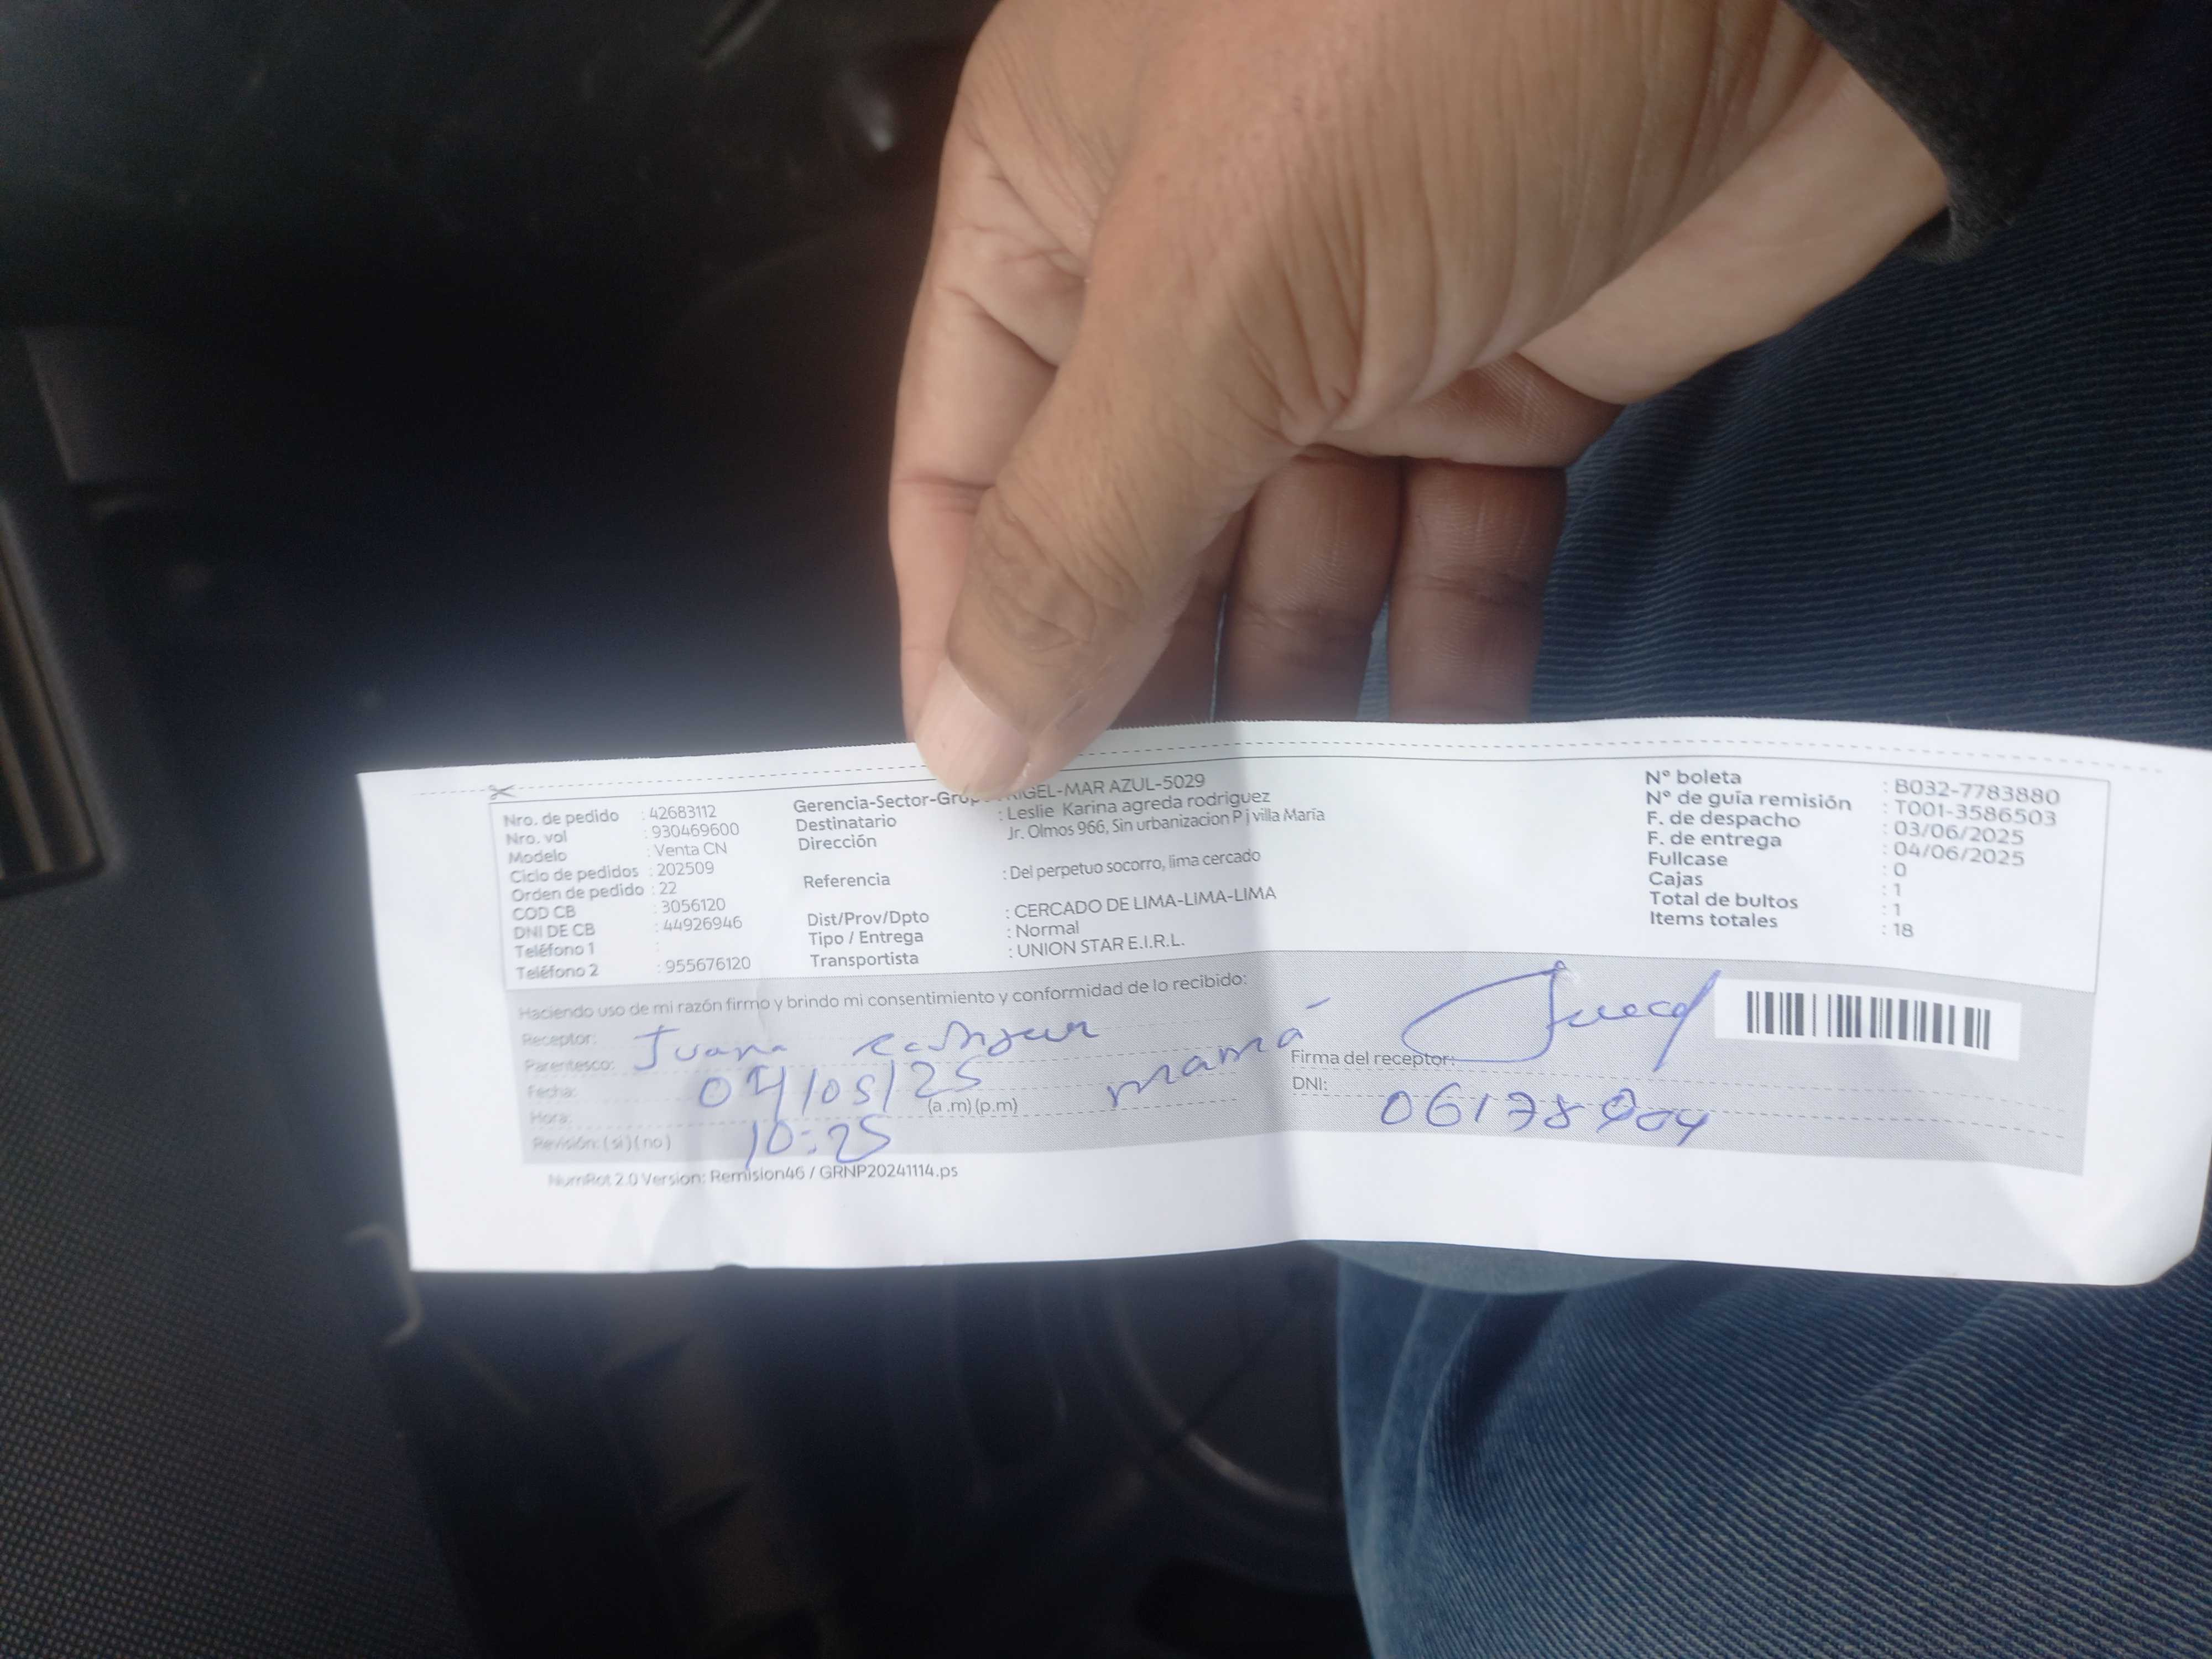 Nro. de pedido : 42683112
Nro. vol : 930469600
Modelo : Venta CN
Ciclo de pedidos : 202509
Orden de pedido : 22
COD CB : 3056120
DNI DE CB : 44926946
Teléfono 1 :
Teléfono 2 : 955676120
Gerencia-Sector-Grup GEL-MAR AZUL-5029
Destinatario : Leslie Karina agreda rodriguez
Dirección Jr. Olmos 966, Sin urbanizacion P j villa María
Referencia : Del perpetuo socorro, lima cercado
Dist/Prov/Dpto : CERCADO DE LIMA-LIMA-LIMA
Tipo / Entrega : Normal
Transportista : UNION STAR E.I.R.L.
Nº boleta : B032-7783880
Nº de guía remisión : T001-3586503
F. de despacho : 03/06/2025
F. de entrega : 04/06/2025
Fullcase : 0
Cajas : 1
Total de bultos : 1
Items totales : 18
Haciendo uso de mi razón firmo y brindo mi consentimiento y conformidad de lo recibido:
Receptor: Juana
Parentesco: mamá
Fecha:
Hora: (a .m) (p.m)
10:25
Revisión: ( si ) ( no )
Firma del receptor:
DNI:
NumRot 2.0 Version: Remision46 / GRNP20241114.ps